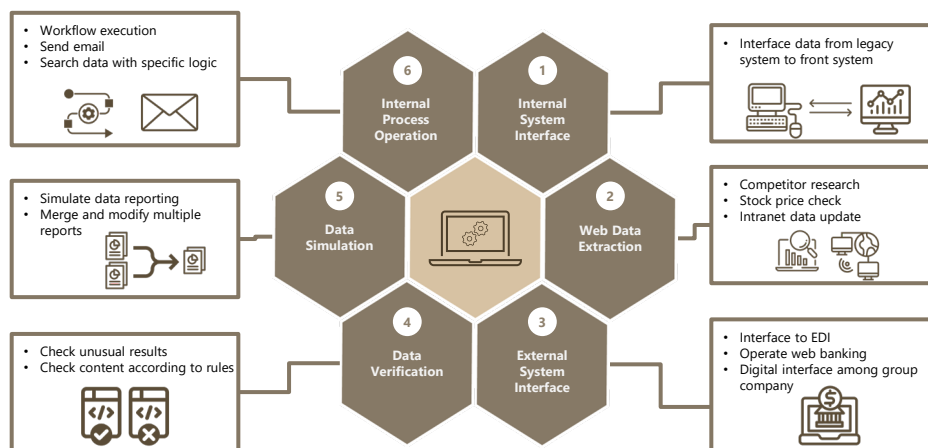 • Workflow execution
• Send email
• Search data with specific logic
6
Internal
Process
Operation
1
Internal
System
Interface
• Interface data from legacy
system to front system
• Simulate data reporting
• Merge and modify multiple
reports
5
Data
Simulation
2
Web Data
Extraction
• Competitor research
• Stock price check
• Intranet data update
• Check unusual results
• Check content according to rules
</>
</>
4
Data
Verification
3
External
System
Interface
• Interface to EDI
• Operate web banking
• Digital interface among group
company
$